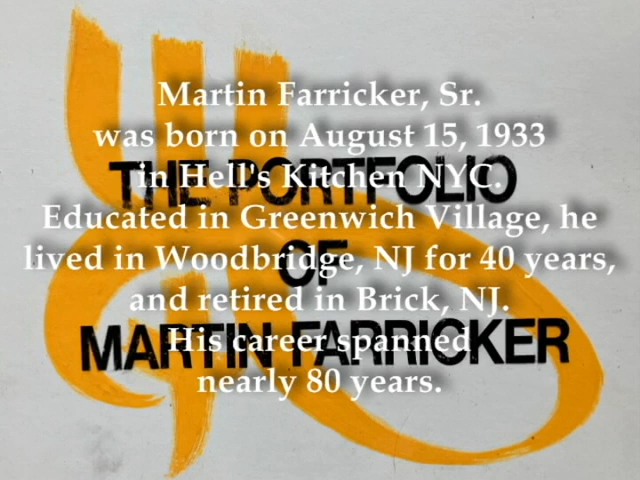 Martin Farricker, Sr.
was born on August 15, 1933
THE PORTFOLIO
in Hell's Kitchen NYC.
Educated in Greenwich Village, he
lived in Woodbridge, NJ for 40 years,
OF
and retired in Brick, NJ.
MARTIN FARRICKER
His career spanned
nearly 80 years.